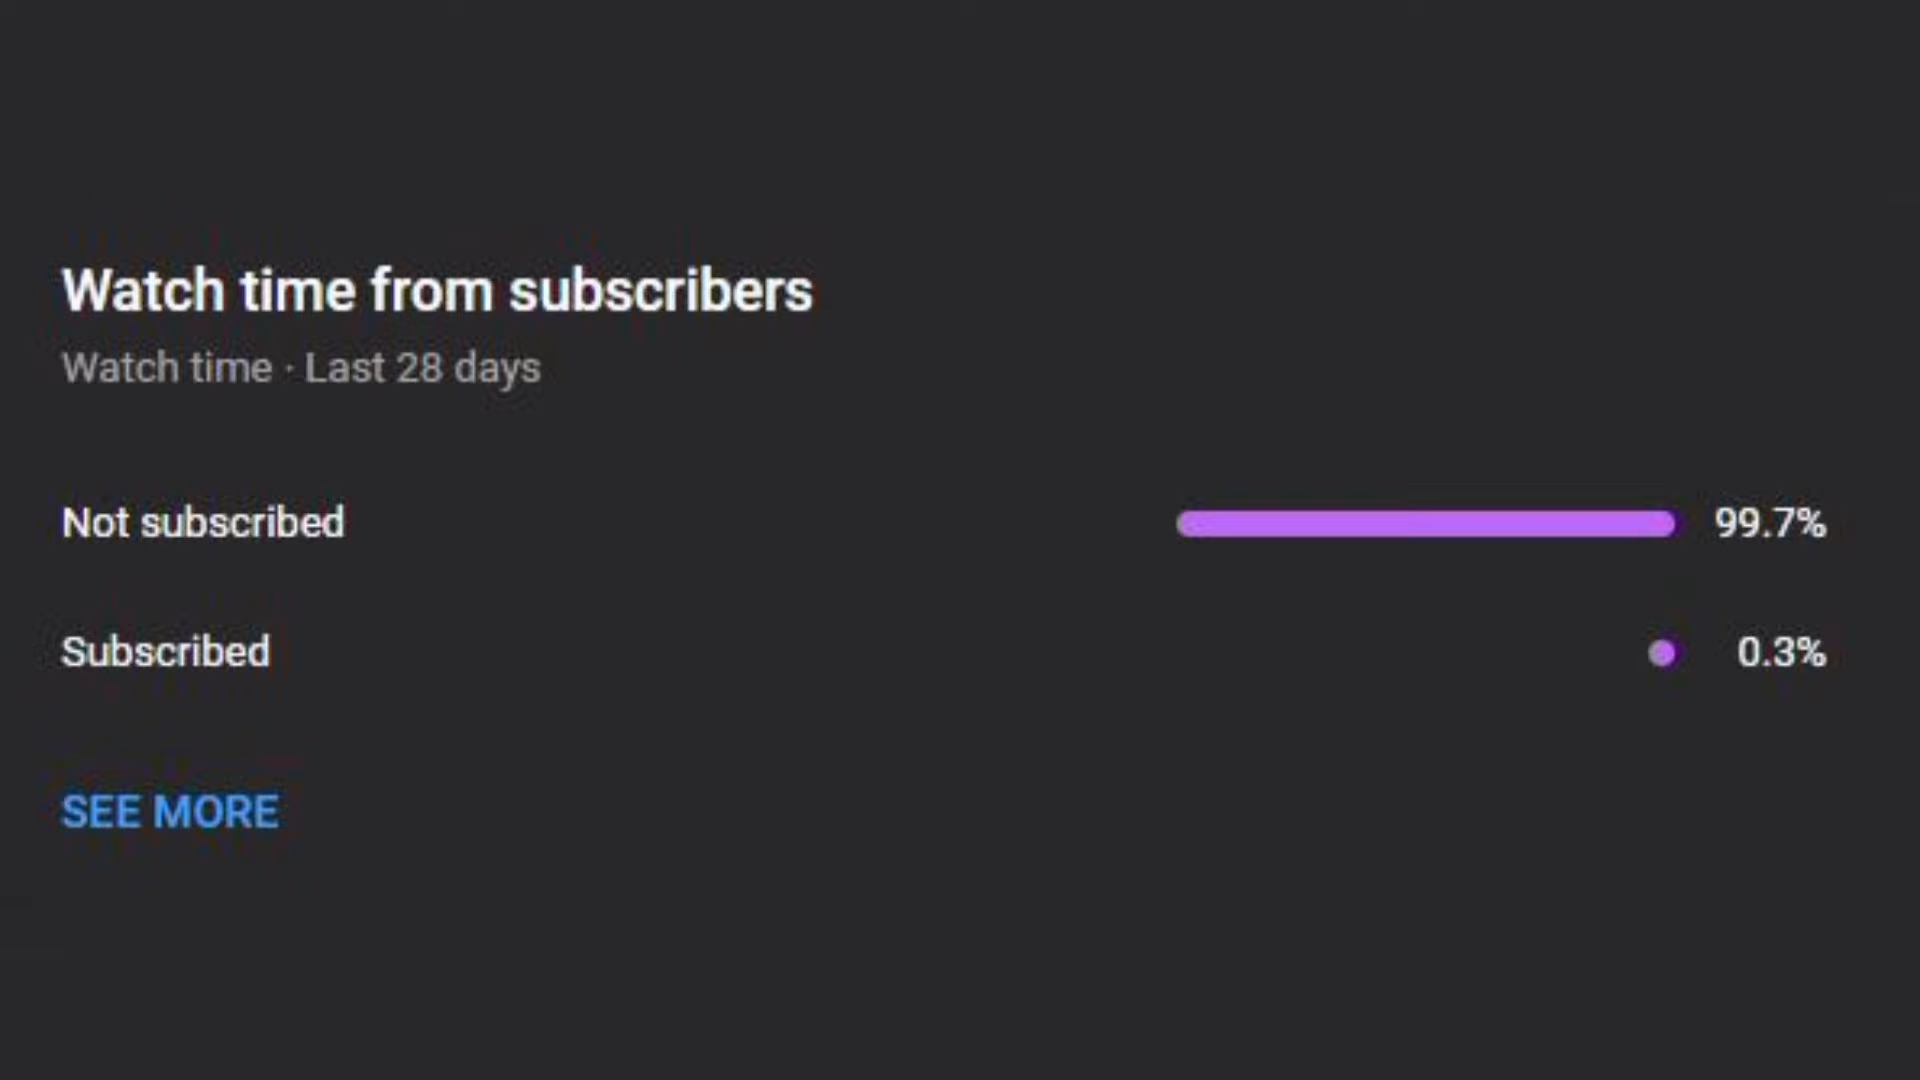 Watch time from subscribers
Watch time · Last 28 days
Not subscribed 99.7%
Subscribed 0.3%
SEE MORE